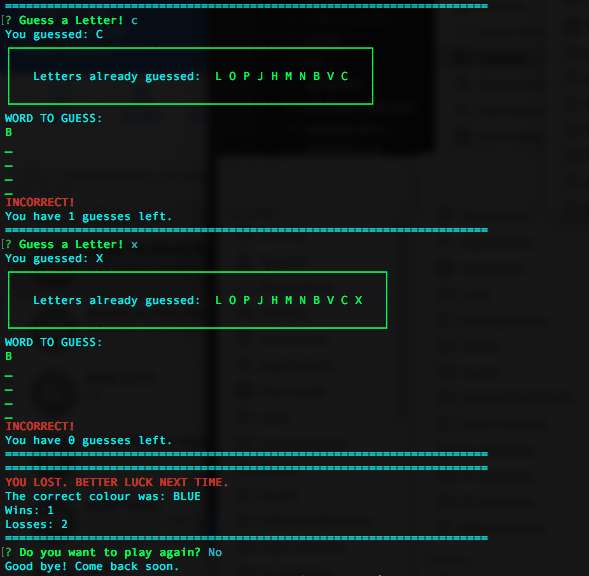 [? Guess a Letter! c
You guessed: C
Letters already guessed:  L O P J H M N B V C
WORD TO GUESS:
B
_
_
_
_
INCORRECT!
You have 1 guesses left.
[? Guess a Letter! x
You guessed: X
Letters already guessed:  L O P J H M N B V C X
WORD TO GUESS:
B
_
_
_
_
INCORRECT!
You have 0 guesses left.
YOU LOST. BETTER LUCK NEXT TIME.
The correct colour was: BLUE
Wins: 1
Losses: 2
[? Do you want to play again? No
Good bye! Come back soon.